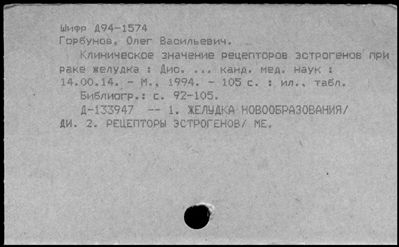 Шифр Д94-1574
Горбунов, Олег Васильевич.
Клиническое значение рецепторов эстрогенов при
раке желудка : Дис. ... канд. мед. наук :
14.00.14. - М., 1994. - 105 с. : ил., табл.
Библиогр.: с. 92-105.
Д-133947 -- 1. ЖЕЛУДКА НОВООБРАЗОВАНИЯ/
ДИ. 2. РЕЦЕПТОРЫ ЭСТРОГЕНОВ/ МЕ.